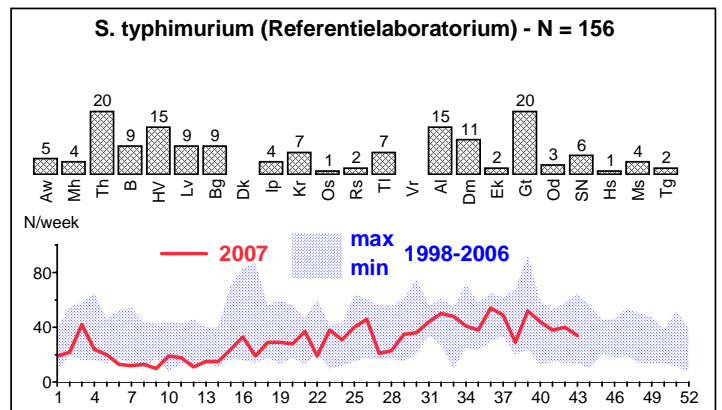 S. typhimurium (Referentielaboratorium) - N = 156
5 4 20 9 15 9 9 4 7 1 2 7 15 11 2 20 3 6 1 4 2
Aw Mh Th B HV Lv Bg Dk Ip Kr Os Rs Tl Vr Al Dm Ek Gt Od SN Hs Ms Tg
N/week
2007 max min 1998-2006
80
40
0
1 4 7 10 13 16 19 22 25 28 31 34 37 40 43 46 49 52